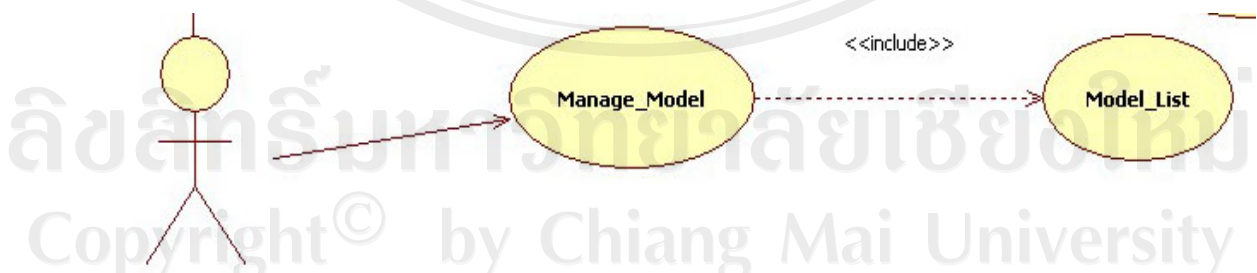 <<include>>
Manage_Model
Model_List
ลิขสิทธิ์มหาวิทยาลัยเชียงใหม่
Copyright© by Chiang Mai University